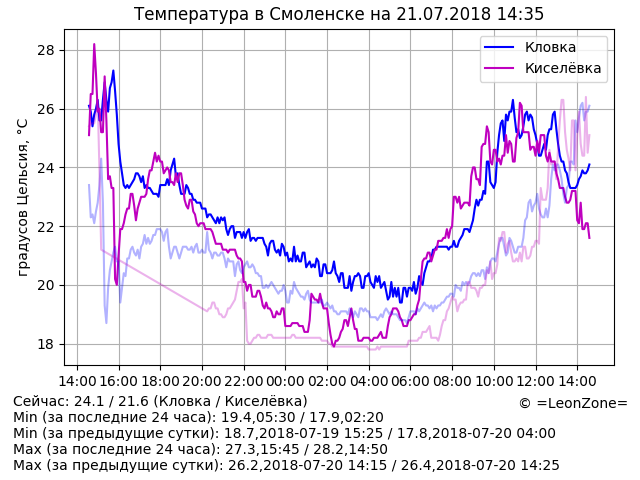 Температура в Смоленске на 21.07.2018 14:35
Кловка
Киселёвка
градусов Цельсия, °C
28
26
24
22
20
18
14:00 16:00 18:00 20:00 22:00 00:00 02:00 04:00 06:00 08:00 10:00 12:00 14:00
Сейчас: 24.1 / 21.6 (Кловка / Киселёвка)
© =LeonZone=
Min (за последние 24 часа): 19.4,05:30 / 17.9,02:20
Min (за предыдущие сутки): 18.7,2018-07-19 15:25 / 17.8,2018-07-20 04:00
Max (за последние 24 часа): 27.3,15:45 / 28.2,14:50
Max (за предыдущие сутки): 26.2,2018-07-20 14:15 / 26.4,2018-07-20 14:25